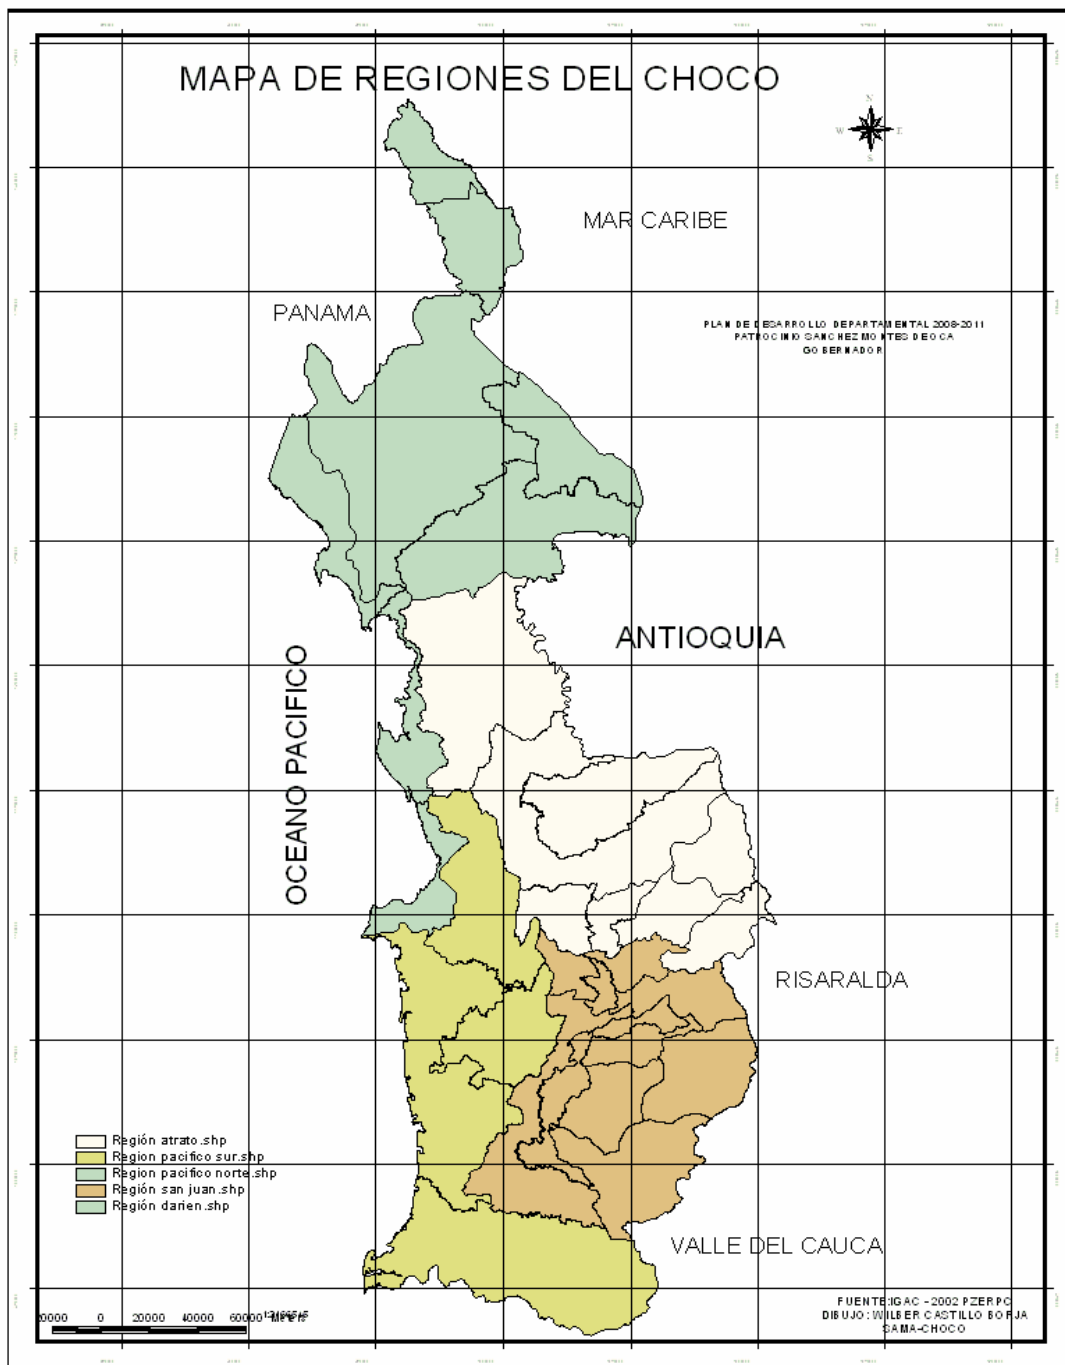 MAPA DE REGIONES DEL CHOCO
N
W E
S
MAR CARIBE
PANAMA
PLAN DE DESARROLLO DEPARTAMENTAL 2008-2011
PATROCINIO SANCHEZ MONTES DE OCA
GOBERNADOR
ANTIOQUIA
OCEANO PACIFICO
RISARALDA
Región atrato.shp
Region pacifico sur.shp
Region pacifico norte.shp
Región san juan.shp
Región darien.shp
VALLE DEL CAUCA
20000 0 20000 40000 60000 Meters
FUENTE:IGAC - 2002 PZERPC
DIBUJO: WILBER CASTILLO BORJA
SAMA-CHOCO